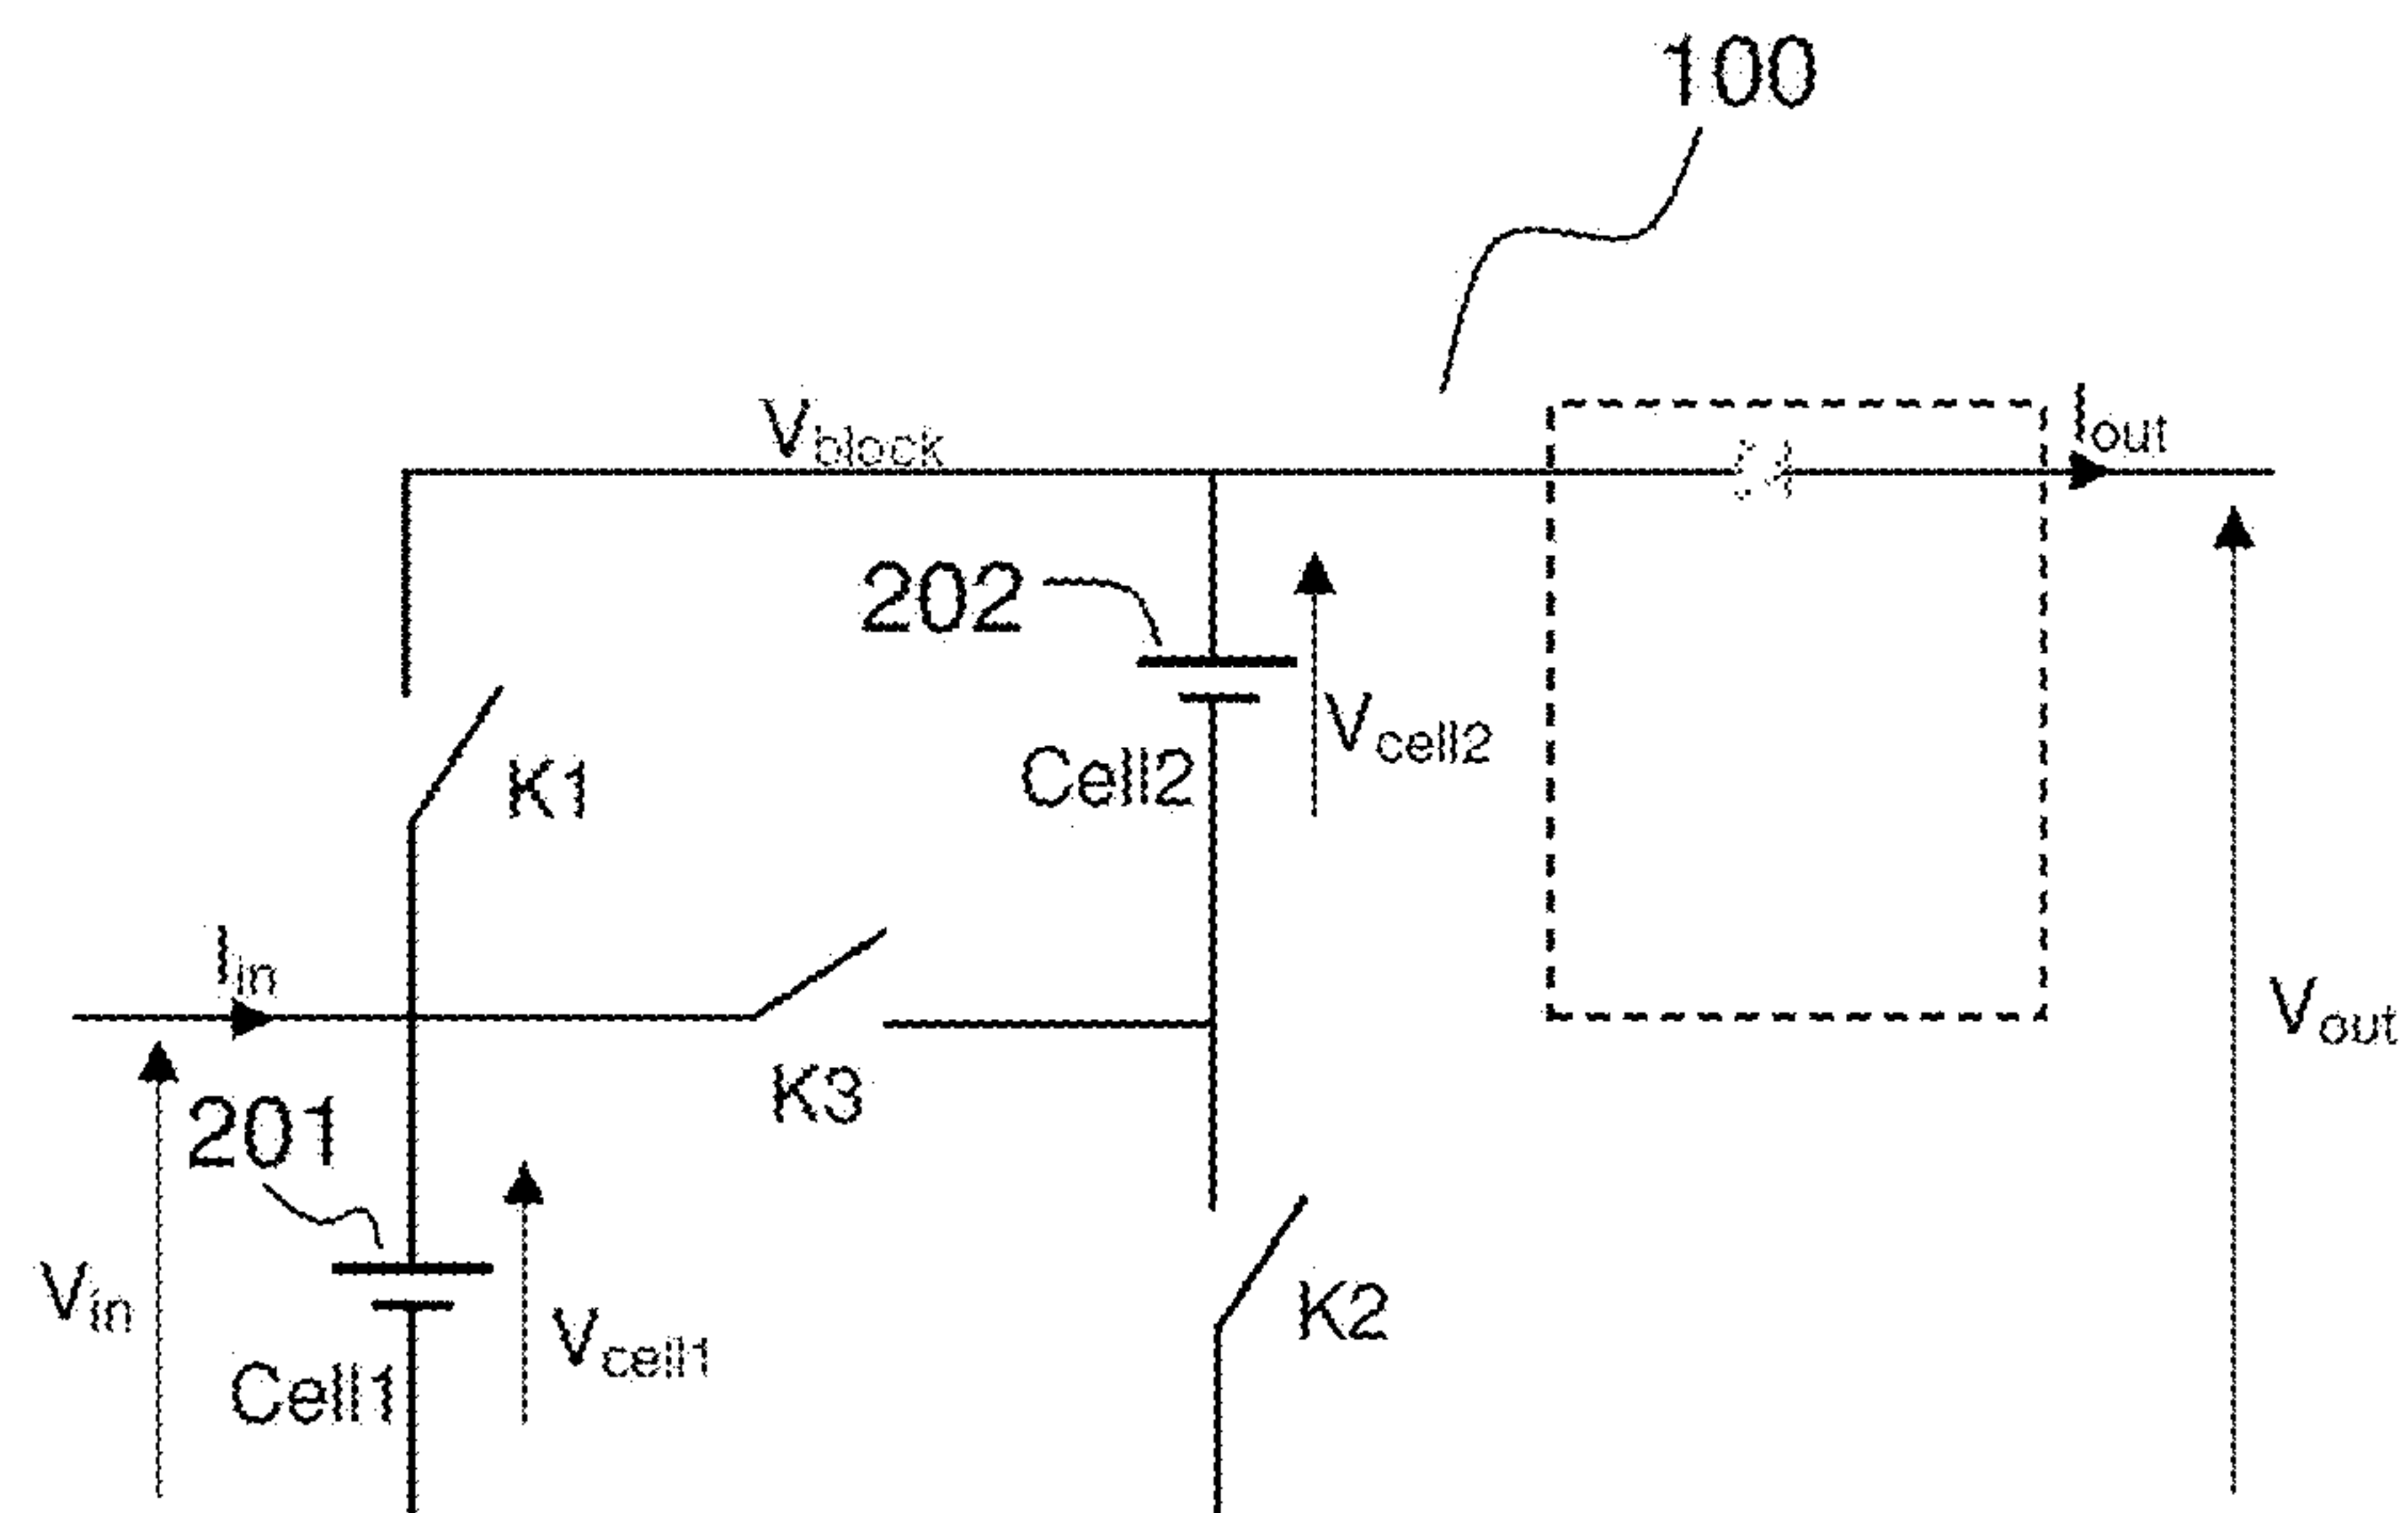 100
Vblock
Iout
202
Vcell2
Cell2
K1
Iin
K3
Vout
201
Vin
K2
Vcell1
Cell1